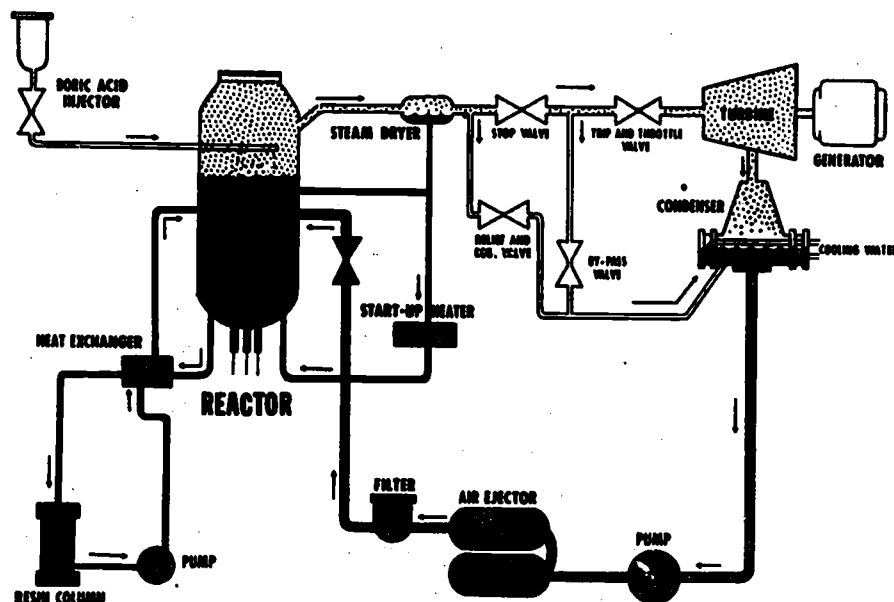 BORIC ACID
INJECTOR
STEAM DRYER
STOP VALVE
TRIP AND THROTTLE
VALVE
TURBINE
GENERATOR
CONDENSER
COOLING WATER
RELIEF AND
VALVE
BY-PASS
VALVE
START-UP HEATER
HEAT EXCHANGER
REACTOR
FILTER
AIR EJECTOR
PUMP
PUMP
RESIN COLUMN